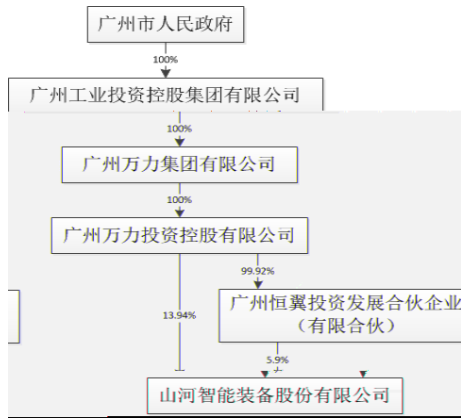 广州市人民政府
100%
广州工业投资控股集团有限公司
100%
广州万力集团有限公司
100%
广州万力投资控股有限公司
99.92%
13.94%
广州恒翼投资发展合伙企业
（有限合伙）
5.9%
山河智能装备股份有限公司